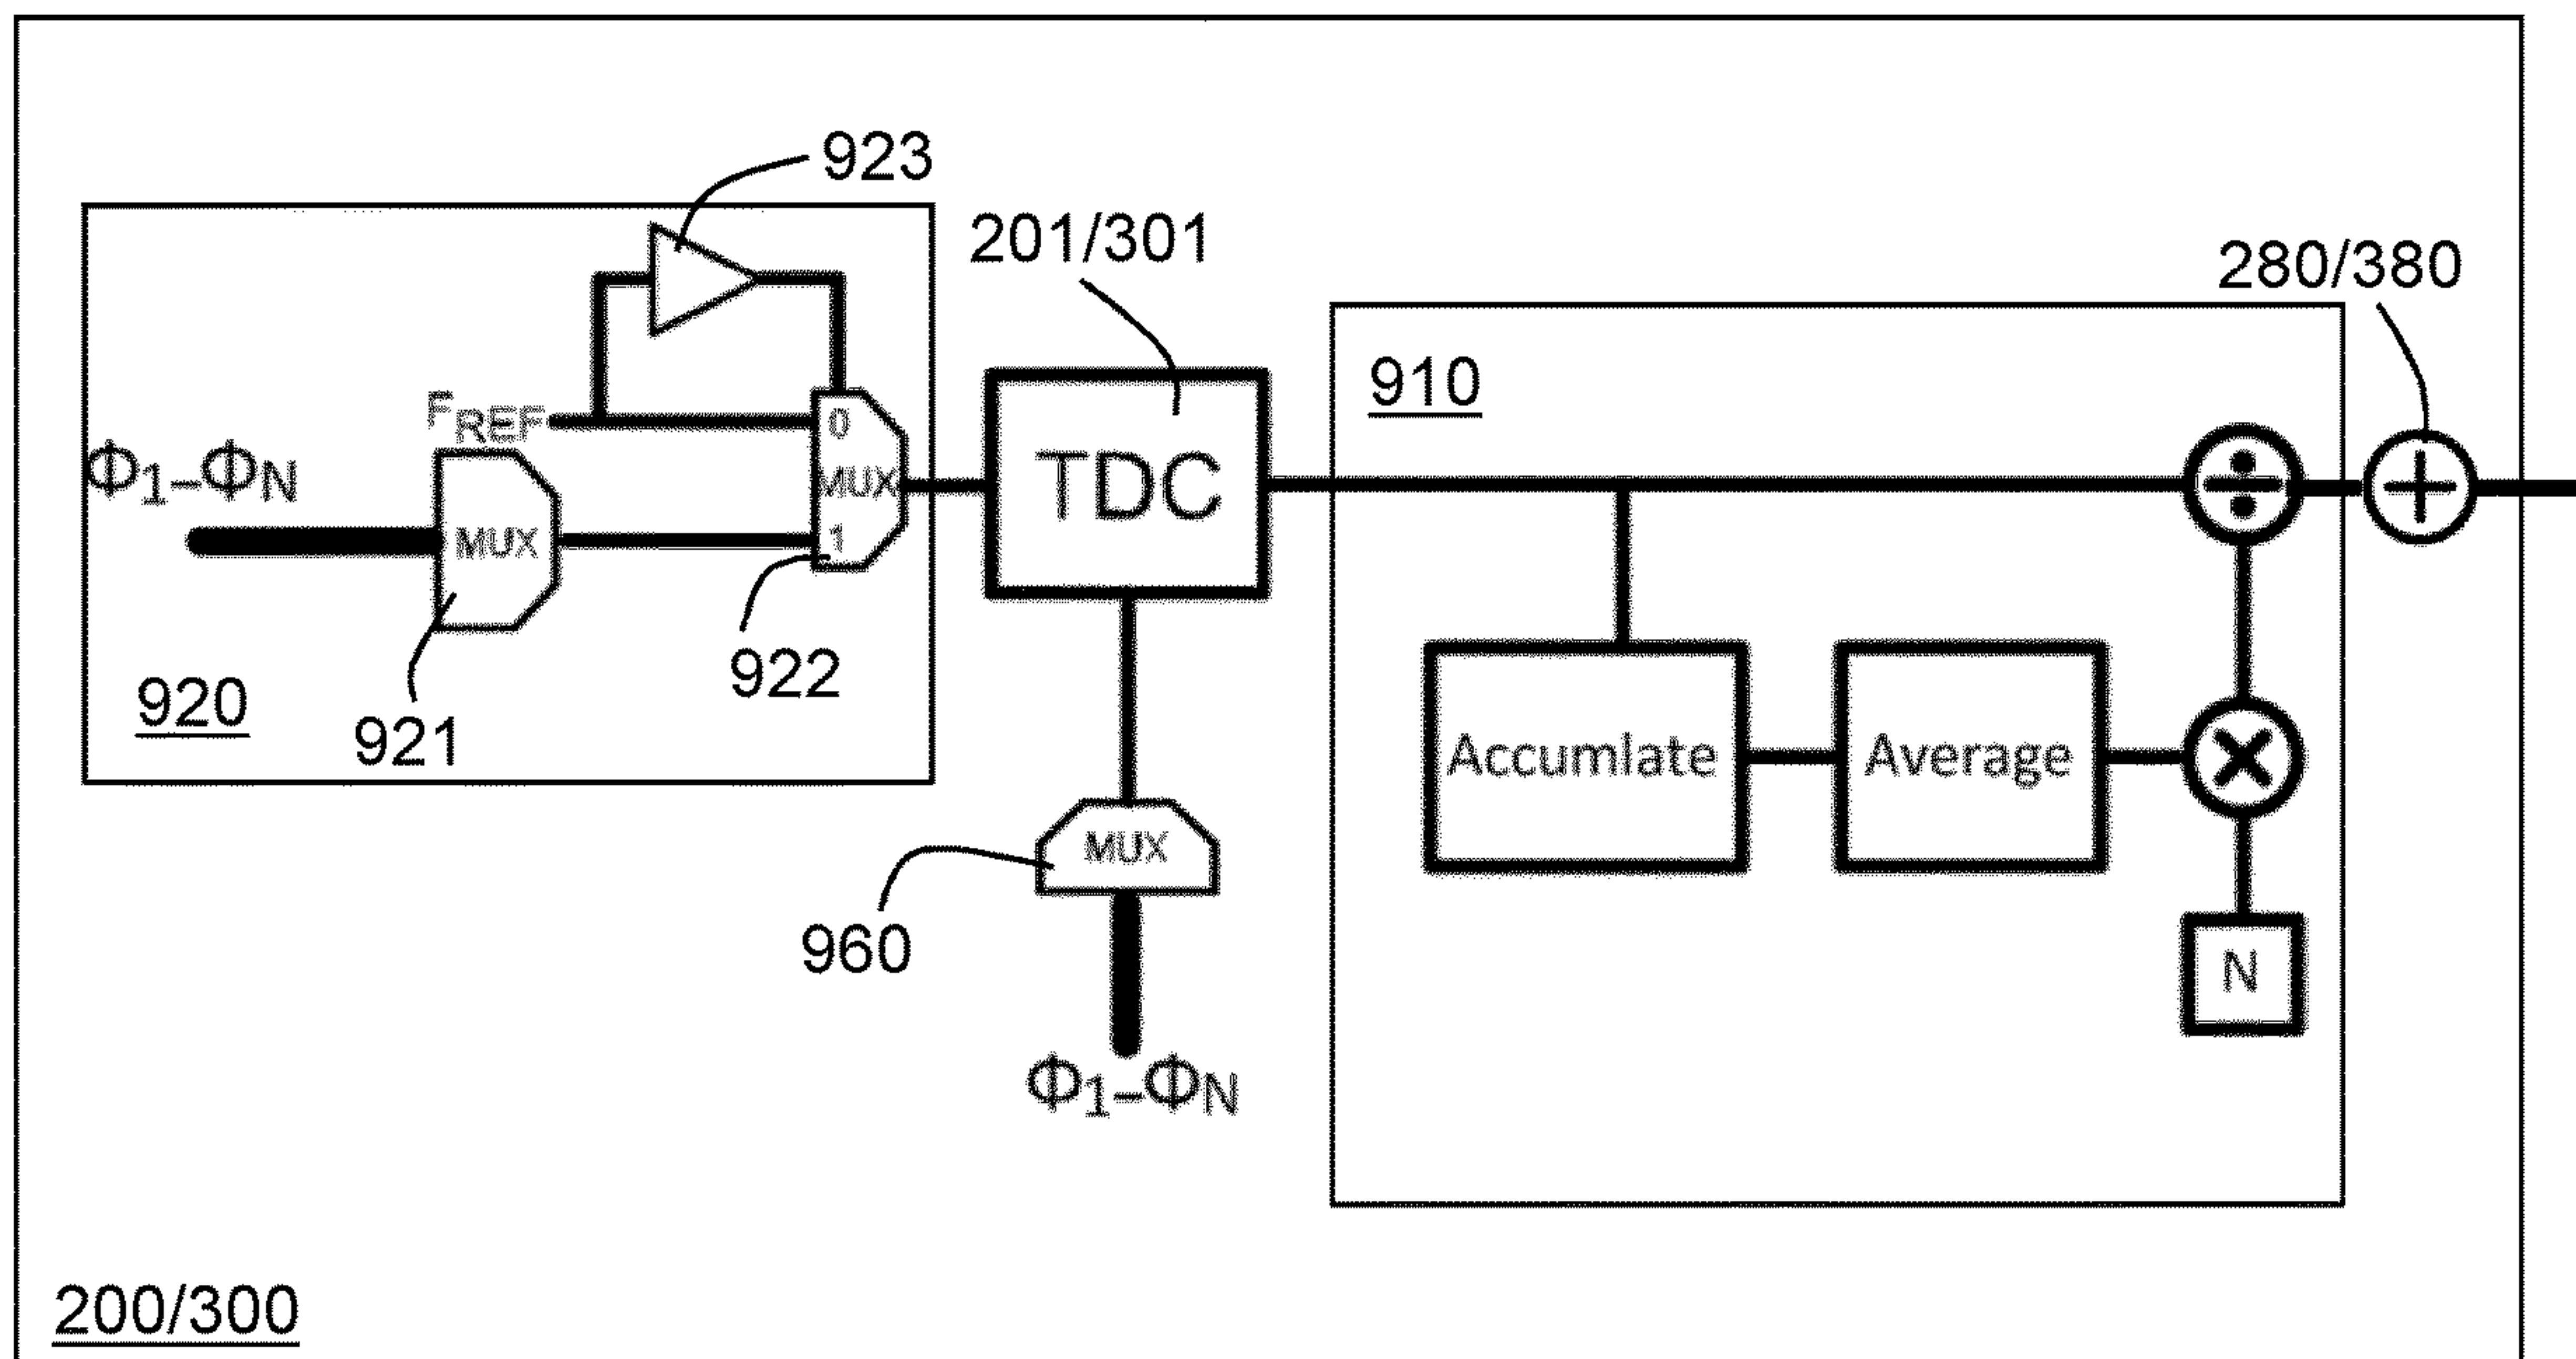 923
201/301
280/380
910
F_REF
0
Φ1–ΦN
MUX
TDC
÷
+
MUX
1
922
920
921
Accumlate
Average
×
MUX
960
N
Φ1–ΦN
200/300